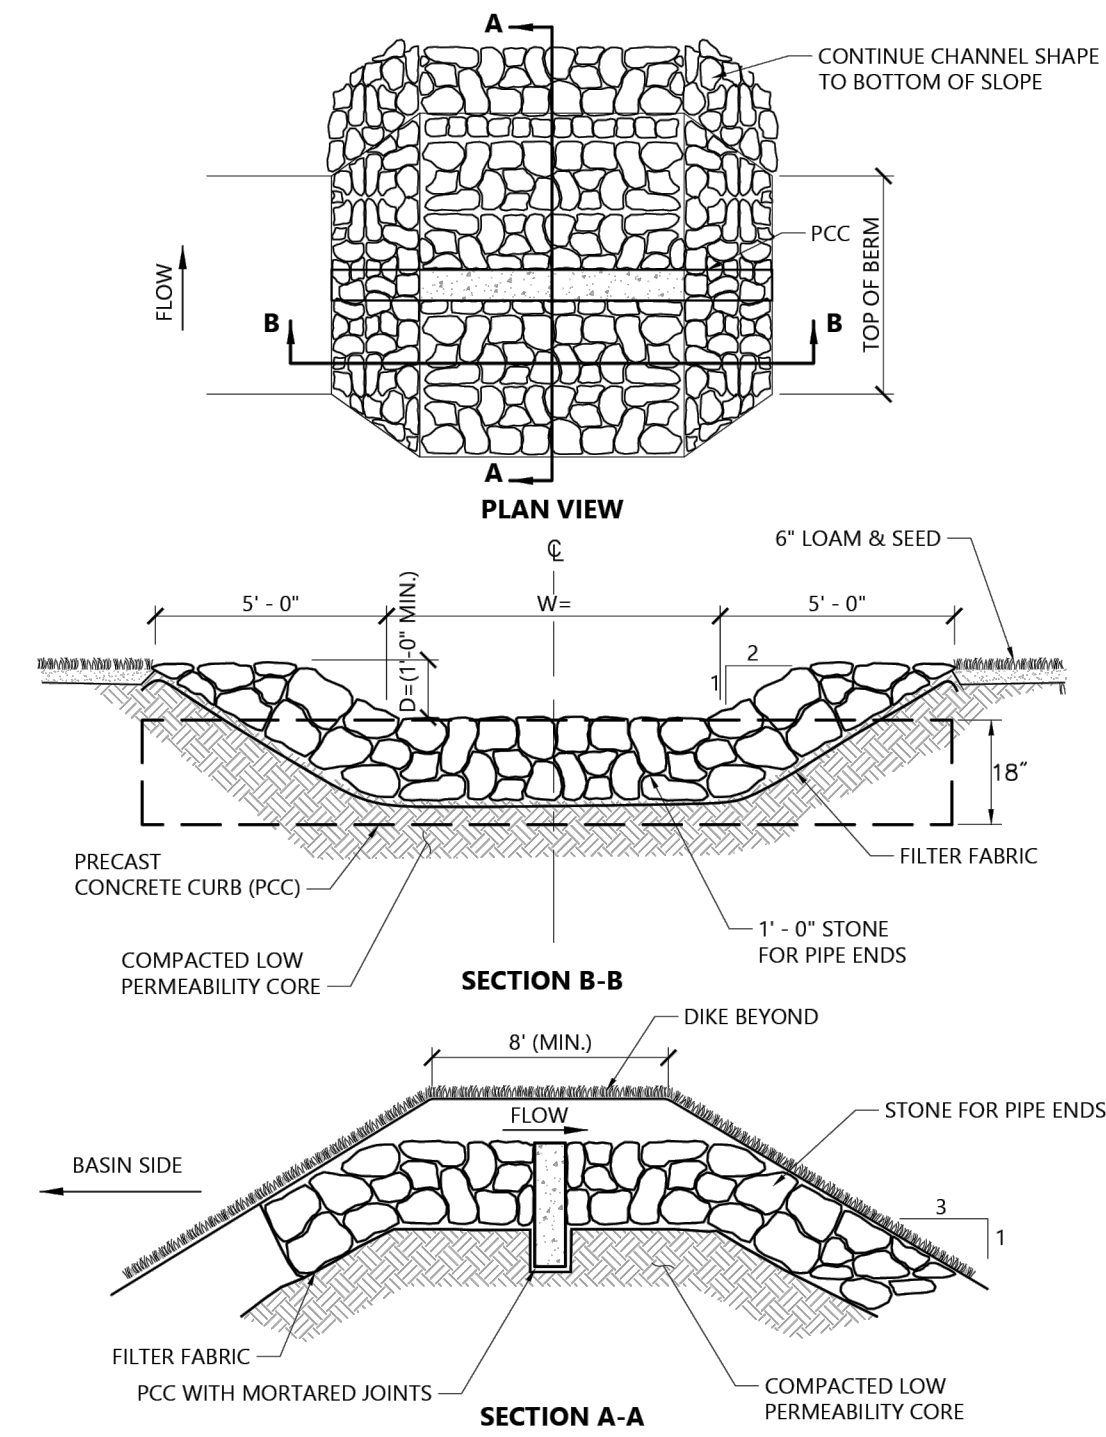 A
CONTINUE CHANNEL SHAPE
TO BOTTOM OF SLOPE
PCC
FLOW
TOP OF BERM
B
B
A
PLAN VIEW
6" LOAM & SEED
℄
5' - 0"
D=(1'-0" MIN.)
W=
5' - 0"
2
1
18"
PRECAST
CONCRETE CURB (PCC)
FILTER FABRIC
1' - 0" STONE
FOR PIPE ENDS
COMPACTED LOW
PERMEABILITY CORE
SECTION B-B
DIKE BEYOND
8' (MIN.)
FLOW
STONE FOR PIPE ENDS
BASIN SIDE
3
1
FILTER FABRIC
PCC WITH MORTARED JOINTS
COMPACTED LOW
PERMEABILITY CORE
SECTION A-A